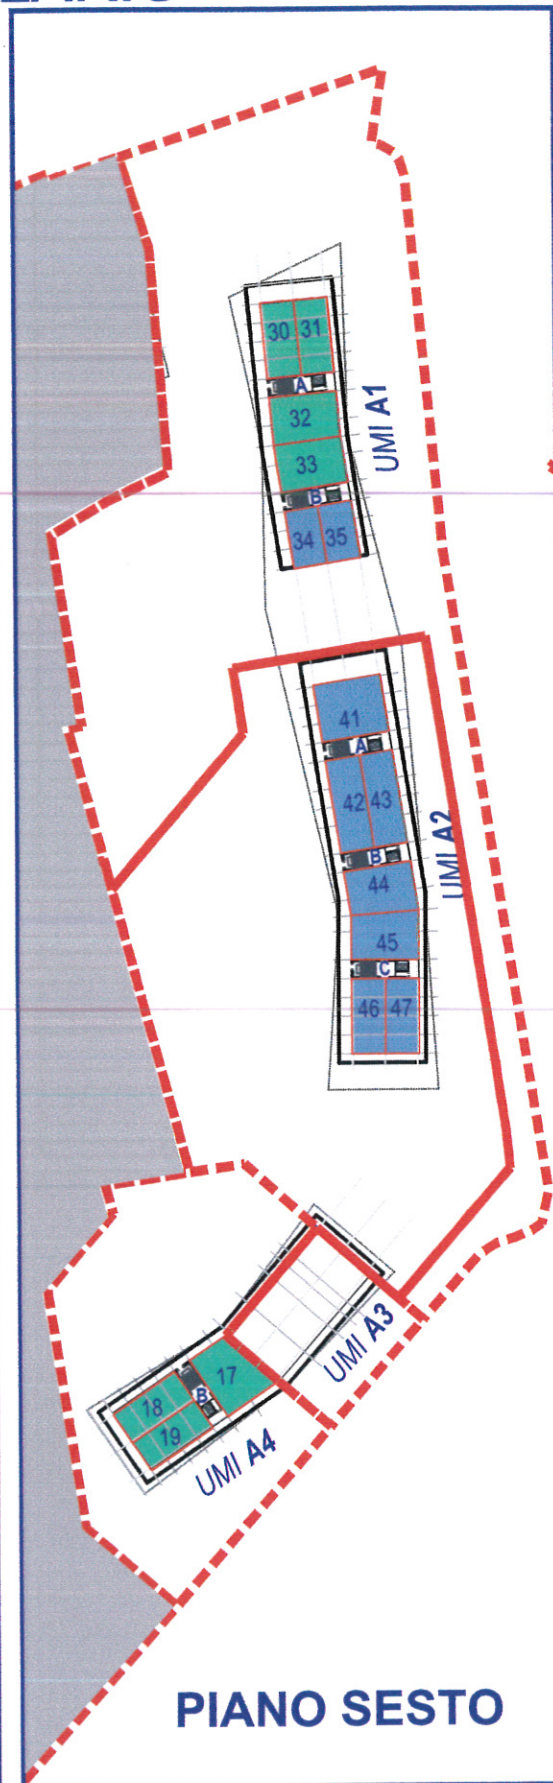 30 31
A
32
33
B
34 35
UMI A1
41
A
42 43
B
44
45
C
46 47
UMI A2
UMI A3
17
B
18
19
UMI A4
PIANO SESTO